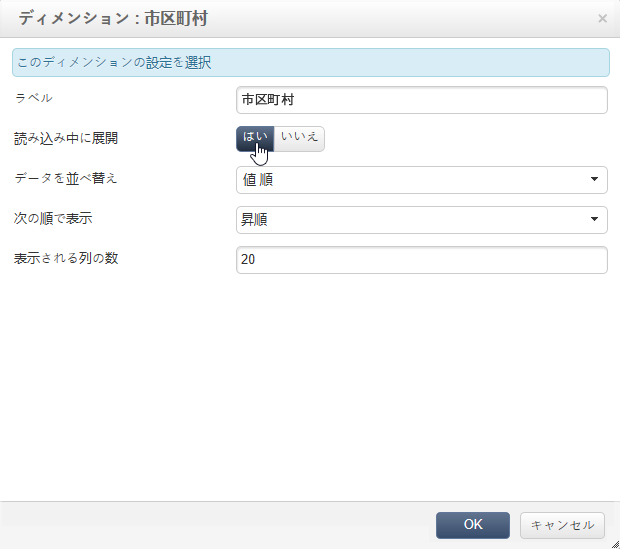 ディメンション : 市区町村
×
このディメンションの設定を選択
ラベル 市区町村
読み込み中に展開 はい いいえ
データを並べ替え 値 順
次の順で表示 昇順
表示される列の数 20
OK キャンセル